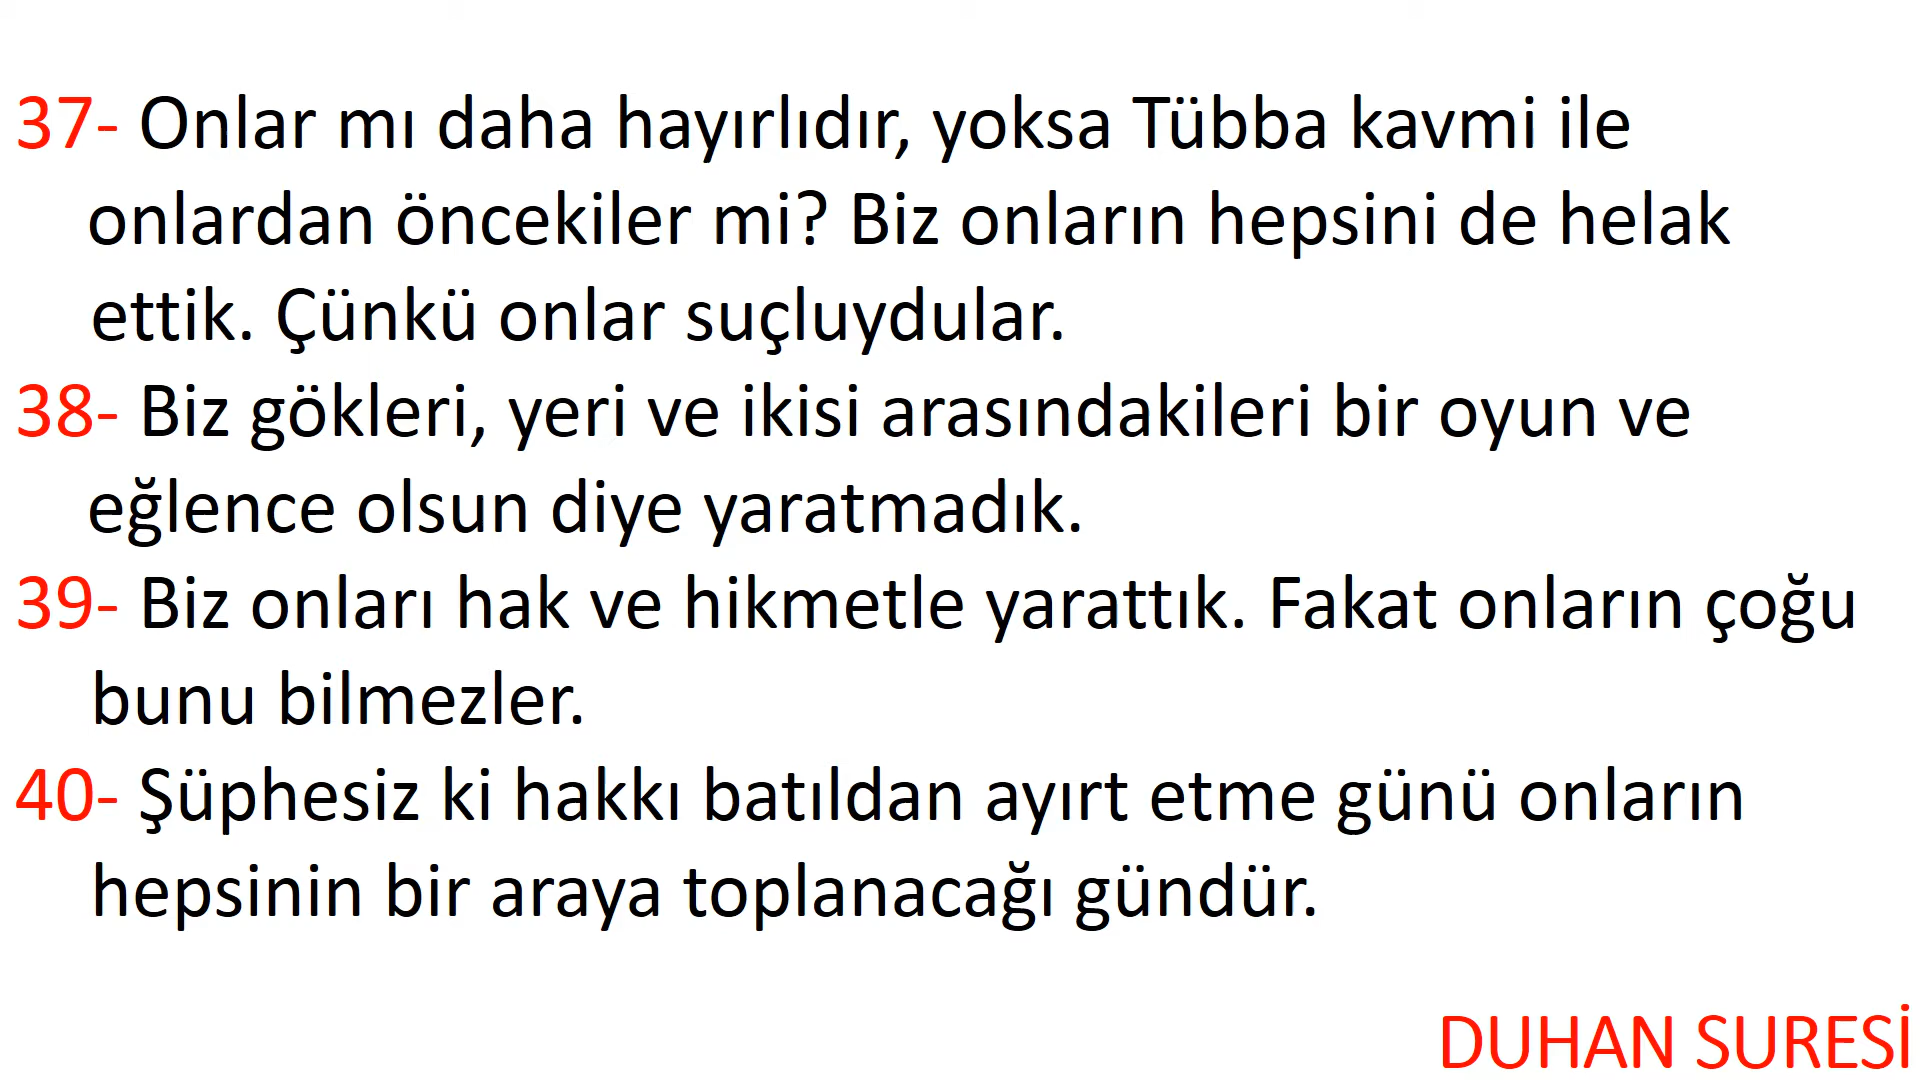 37- Onlar mı daha hayırlıdır, yoksa Tübba kavmi ile
onlardan öncekiler mi? Biz onların hepsini de helak
ettik. Çünkü onlar suçluydular.
38- Biz gökleri, yeri ve ikisi arasındakileri bir oyun ve
eğlence olsun diye yaratmadık.
39- Biz onları hak ve hikmetle yarattık. Fakat onların çoğu
bunu bilmezler.
40- Şüphesiz ki hakkı batıldan ayırt etme günü onların
hepsinin bir araya toplanacağı gündür.
DUHAN SURESİ